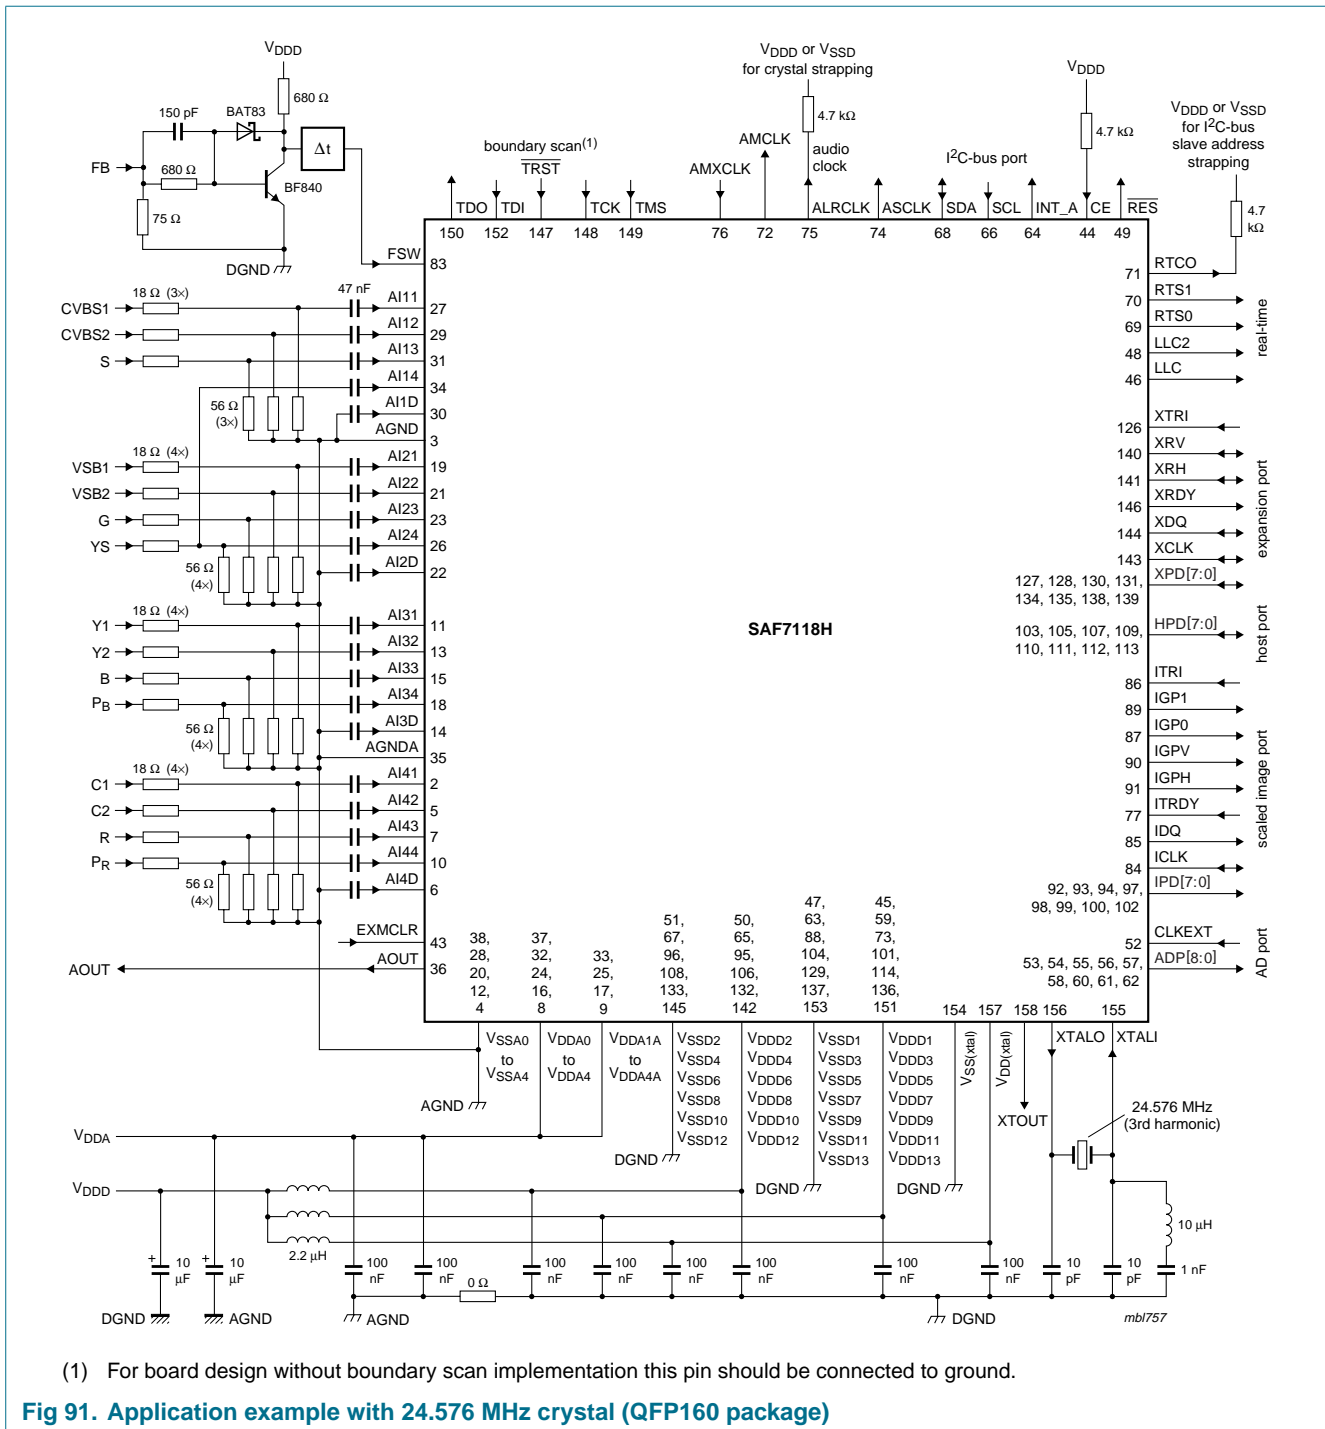 VDDD
680 Ω
150 pF
BAT83
Δt
FB
680 Ω
BF840
75 Ω
DGND
boundary scan(1)
TRST
TDO
TDI
TCK
TMS
150
152
147
148
149
VDDD or VSSD
for crystal strapping
4.7 kΩ
AMCLK
audio
clock
AMXCLK
ALRCLK
ASCLK
76
72
75
74
I2C-bus port
SDA
SCL
INT_A
CE
RES
68
66
64
44
49
VDDD
4.7 kΩ
VDDD or VSSD
for I2C-bus
slave address
strapping
4.7
kΩ
FSW
83
18 Ω (3×)
47 nF
CVBS1
AI11
27
CVBS2
AI12
29
S
AI13
31
AI14
34
56 Ω
(3×)
AI1D
30
AGND
3
18 Ω (4×)
VSB1
AI21
19
VSB2
AI22
21
G
AI23
23
YS
AI24
26
56 Ω
(4×)
AI2D
22
18 Ω (4×)
Y1
AI31
11
Y2
AI32
13
B
AI33
15
PB
AI34
18
56 Ω
(4×)
AI3D
14
AGNDA
35
18 Ω (4×)
C1
AI41
2
C2
AI42
5
R
AI43
7
PR
AI44
10
56 Ω
(4×)
AI4D
6
EXMCLR
43
AOUT
AOUT
36
SAF7118H
71
RTCO
70
RTS1
69
RTS0
48
LLC2
46
LLC
real-time
126
XTRI
140
XRV
141
XRH
146
XRDY
144
XDQ
143
XCLK
127, 128, 130, 131,
134, 135, 138, 139
XPD[7:0]
expansion port
103, 105, 107, 109,
110, 111, 112, 113
HPD[7:0]
host port
86
ITRI
89
IGP1
87
IGP0
90
IGPV
91
IGPH
77
ITRDY
85
IDQ
84
ICLK
92, 93, 94, 97,
98, 99, 100, 102
IPD[7:0]
scaled image port
52
CLKEXT
53, 54, 55, 56, 57,
58, 60, 61, 62
ADP[8:0]
AD port
38,
28,
20,
12,
4
37,
32,
24,
16,
8
33,
25,
17,
9
51,
67,
96,
108,
133,
145
50,
65,
95,
106,
132,
142
47,
63,
88,
104,
129,
137,
153
45,
59,
73,
101,
114,
136,
151
154
157
158
156
155
VSSA0
to
VSSA4
VDDA0
to
VDDA4
VDDA1A
to
VDDA4A
VSSD2
VSSD4
VSSD6
VSSD8
VSSD10
VSSD12
VDDD2
VDDD4
VDDD6
VDDD8
VDDD10
VDDD12
VSSD1
VSSD3
VSSD5
VSSD7
VSSD9
VSSD11
VSSD13
VDDD1
VDDD3
VDDD5
VDDD7
VDDD9
VDDD11
VDDD13
VSS(xtal)
VDD(xtal)
XTALO
XTALI
XTOUT
24.576 MHz
(3rd harmonic)
AGND
DGND
DGND
DGND
VDDA
VDDD
2.2 μH
10 μH
+
10
μF
+
10
μF
100
nF
100
nF
100
nF
100
nF
100
nF
100
nF
100
nF
100
nF
10
pF
10
pF
1 nF
0 Ω
DGND
AGND
AGND
DGND
mbl757
(1) For board design without boundary scan implementation this pin should be connected to ground.
Fig 91. Application example with 24.576 MHz crystal (QFP160 package)